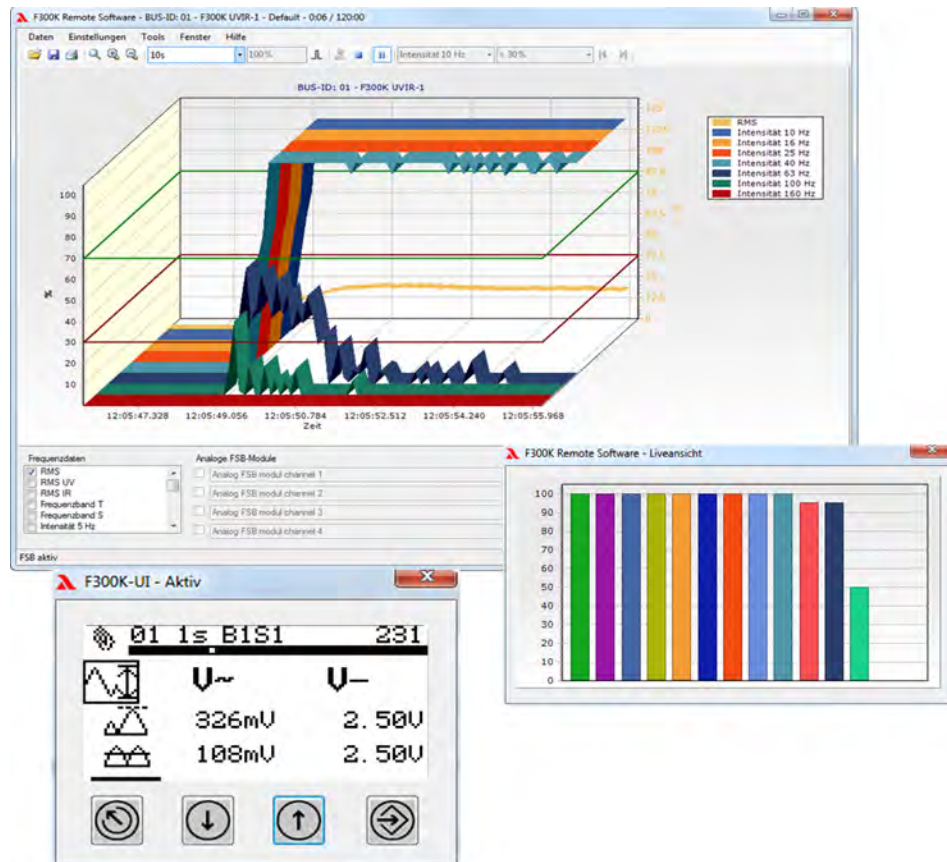 F300K Remote Software - BUS-ID: 01 - F300K UVIR-1 - Default - 0:06 / 120:00
Daten Einstellungen Tools Fenster Hilfe
10s 100% Intensität 10 Hz ± 30%
BUS-ID: 01 - F300K UVIR-1
RMS
Intensität 10 Hz
Intensität 16 Hz
Intensität 25 Hz
Intensität 40 Hz
Intensität 63 Hz
Intensität 100 Hz
Intensität 160 Hz
100
90
80
70
60
50
40
30
20
10
%
12:05:47.328 12:05:49.056 12:05:50.784 12:05:52.512 12:05:54.240 12:05:55.968
Zeit
Frequenzdaten
RMS
RMS UV
RMS IR
Frequenzband T
Frequenzband S
Intensität 5 Hz
Analoge FSB-Module
Analog FSB modul channel 1
Analog FSB modul channel 2
Analog FSB modul channel 3
Analog FSB modul channel 4
FSB aktiv
F300K Remote Software - Liveansicht
100
90
80
70
60
50
40
30
20
10
0
F300K-UI - Aktiv
01 1s B1S1 231
V~ V—
326mV 2.50V
108mV 2.50V